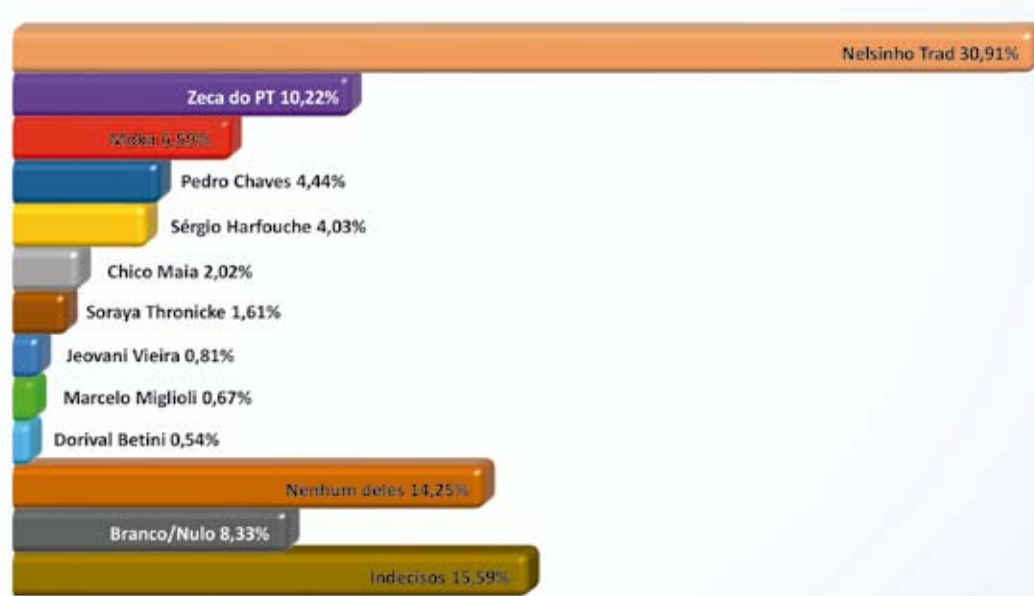 Nelsinho Trad 30,91%
Zeca do PT 10,22%
Moka 6,59%
Pedro Chaves 4,44%
Sérgio Harfouche 4,03%
Chico Maia 2,02%
Soraya Thronicke 1,61%
Jeovani Vieira 0,81%
Marcelo Miglioli 0,67%
Dorival Betini 0,54%
Nenhum deles 14,25%
Branco/Nulo 8,33%
Indecisos 15,59%